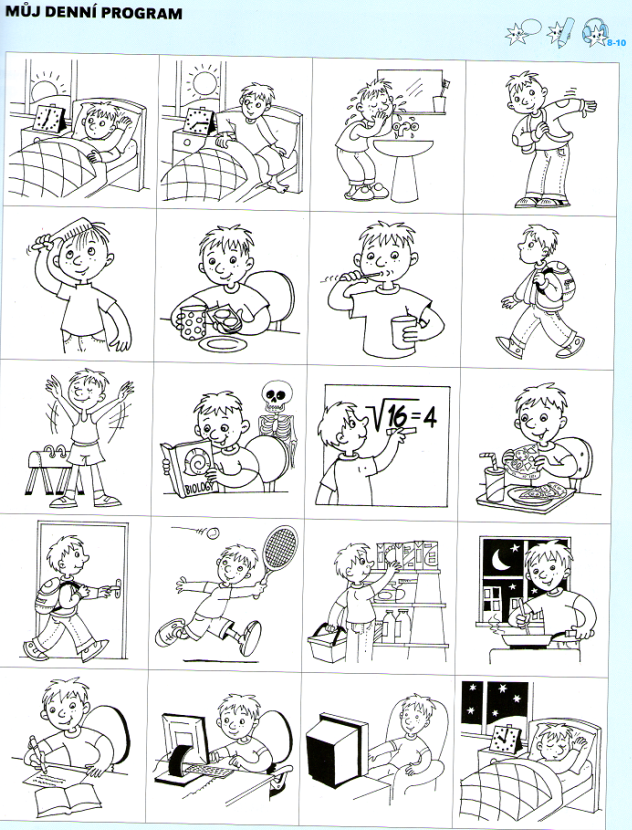 MŮJ DENNÍ PROGRAM
8-10
BIOLOGY
√16 = 4